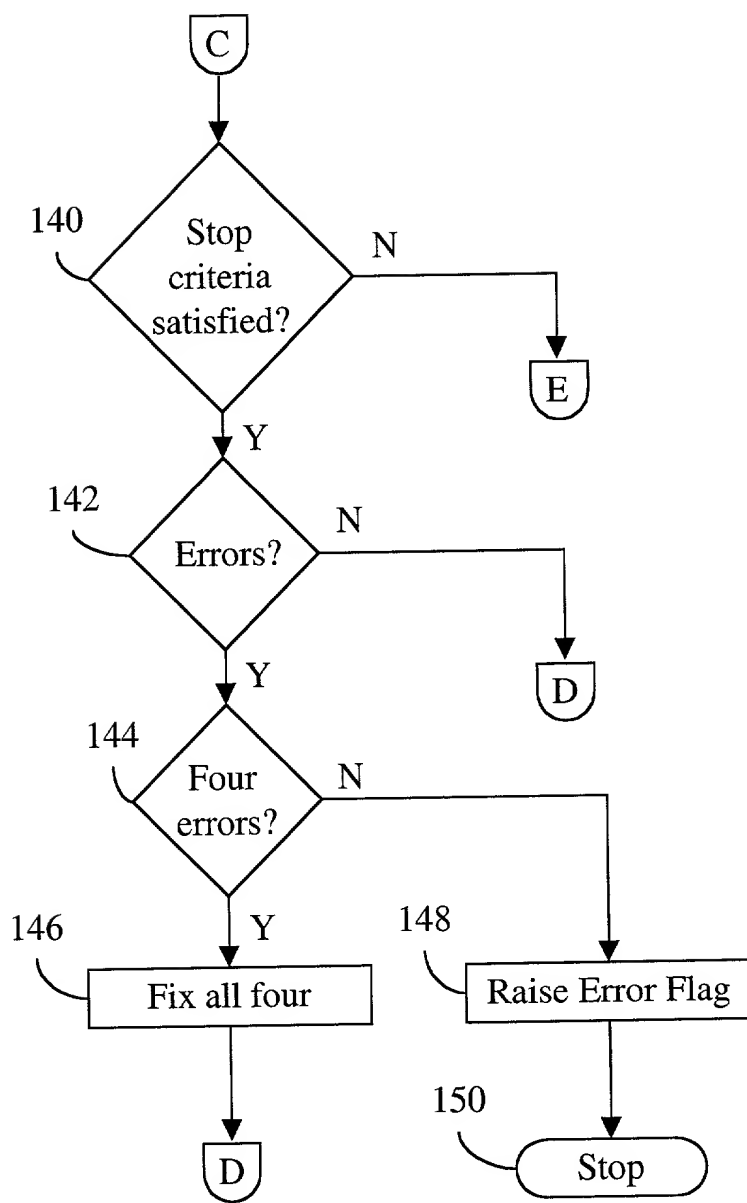 C
140
Stop
criteria
satisfied?
N
E
Y
142
Errors?
N
D
Y
144
Four
errors?
N
Y
146
Fix all four
148
Raise Error Flag
D
150
Stop